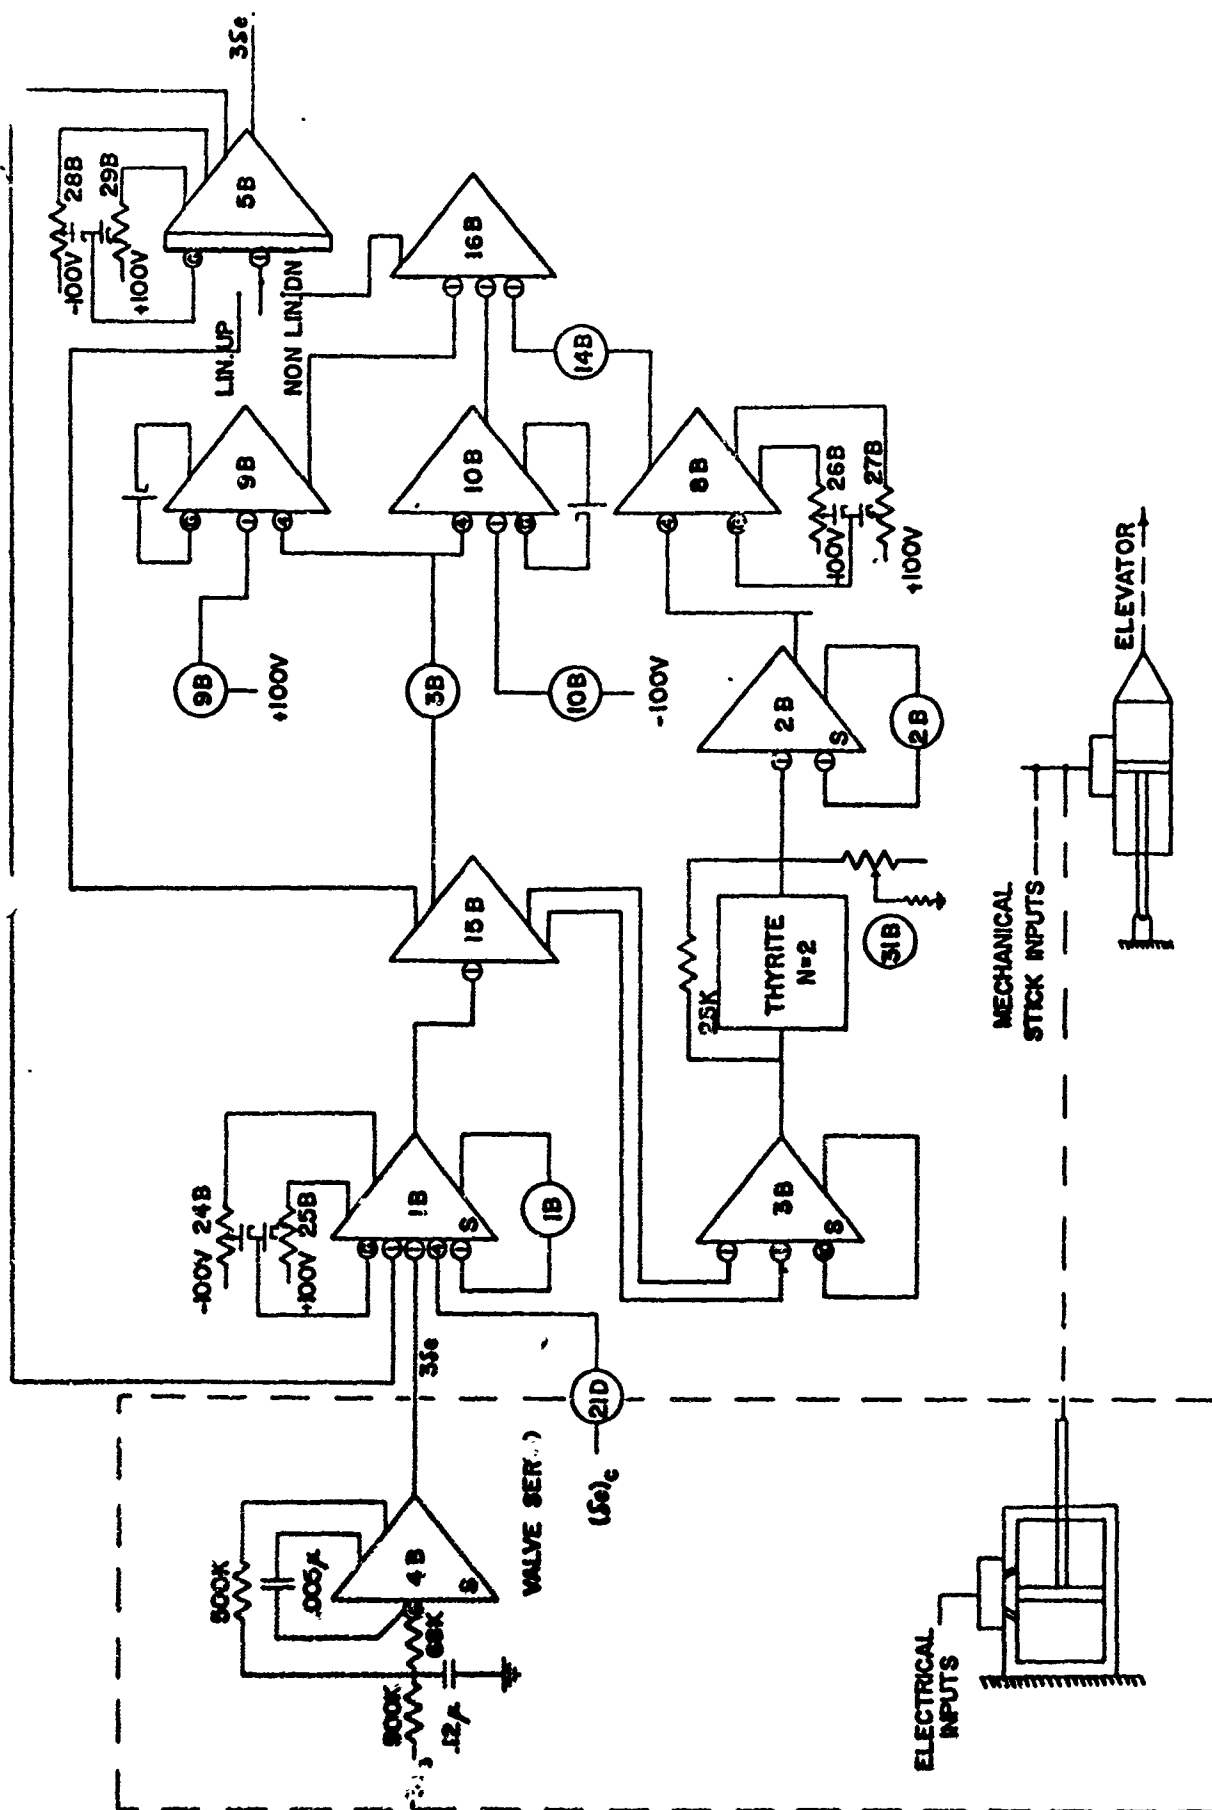 3δe
-100V 28B
+100V 29B
5B
LIN. UP
NON LIN. DN
16B
14B
9B
10B
8B
26B
-100V
27B
+100V
9B
+100V
3B
10B
-100V
2B
S
2B
ELEVATOR
MECHANICAL
STICK INPUTS
15B
25K
THYRITE
N=2
31B
-100V 24B
+100V 25B
1B
S
1B
3B
S
3δe
21D
(δe)c
VALVE
500K
.005μ
4B
S
68K
.12μ
ELECTRICAL
INPUTS